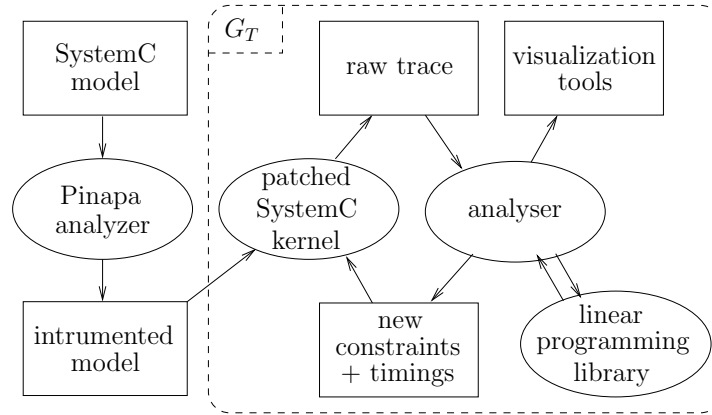 G_T
SystemC
model
raw trace
visualization
tools
Pinapa
analyzer
patched
SystemC
kernel
analyser
intrumented
model
new
constraints
+ timings
linear
programming
library